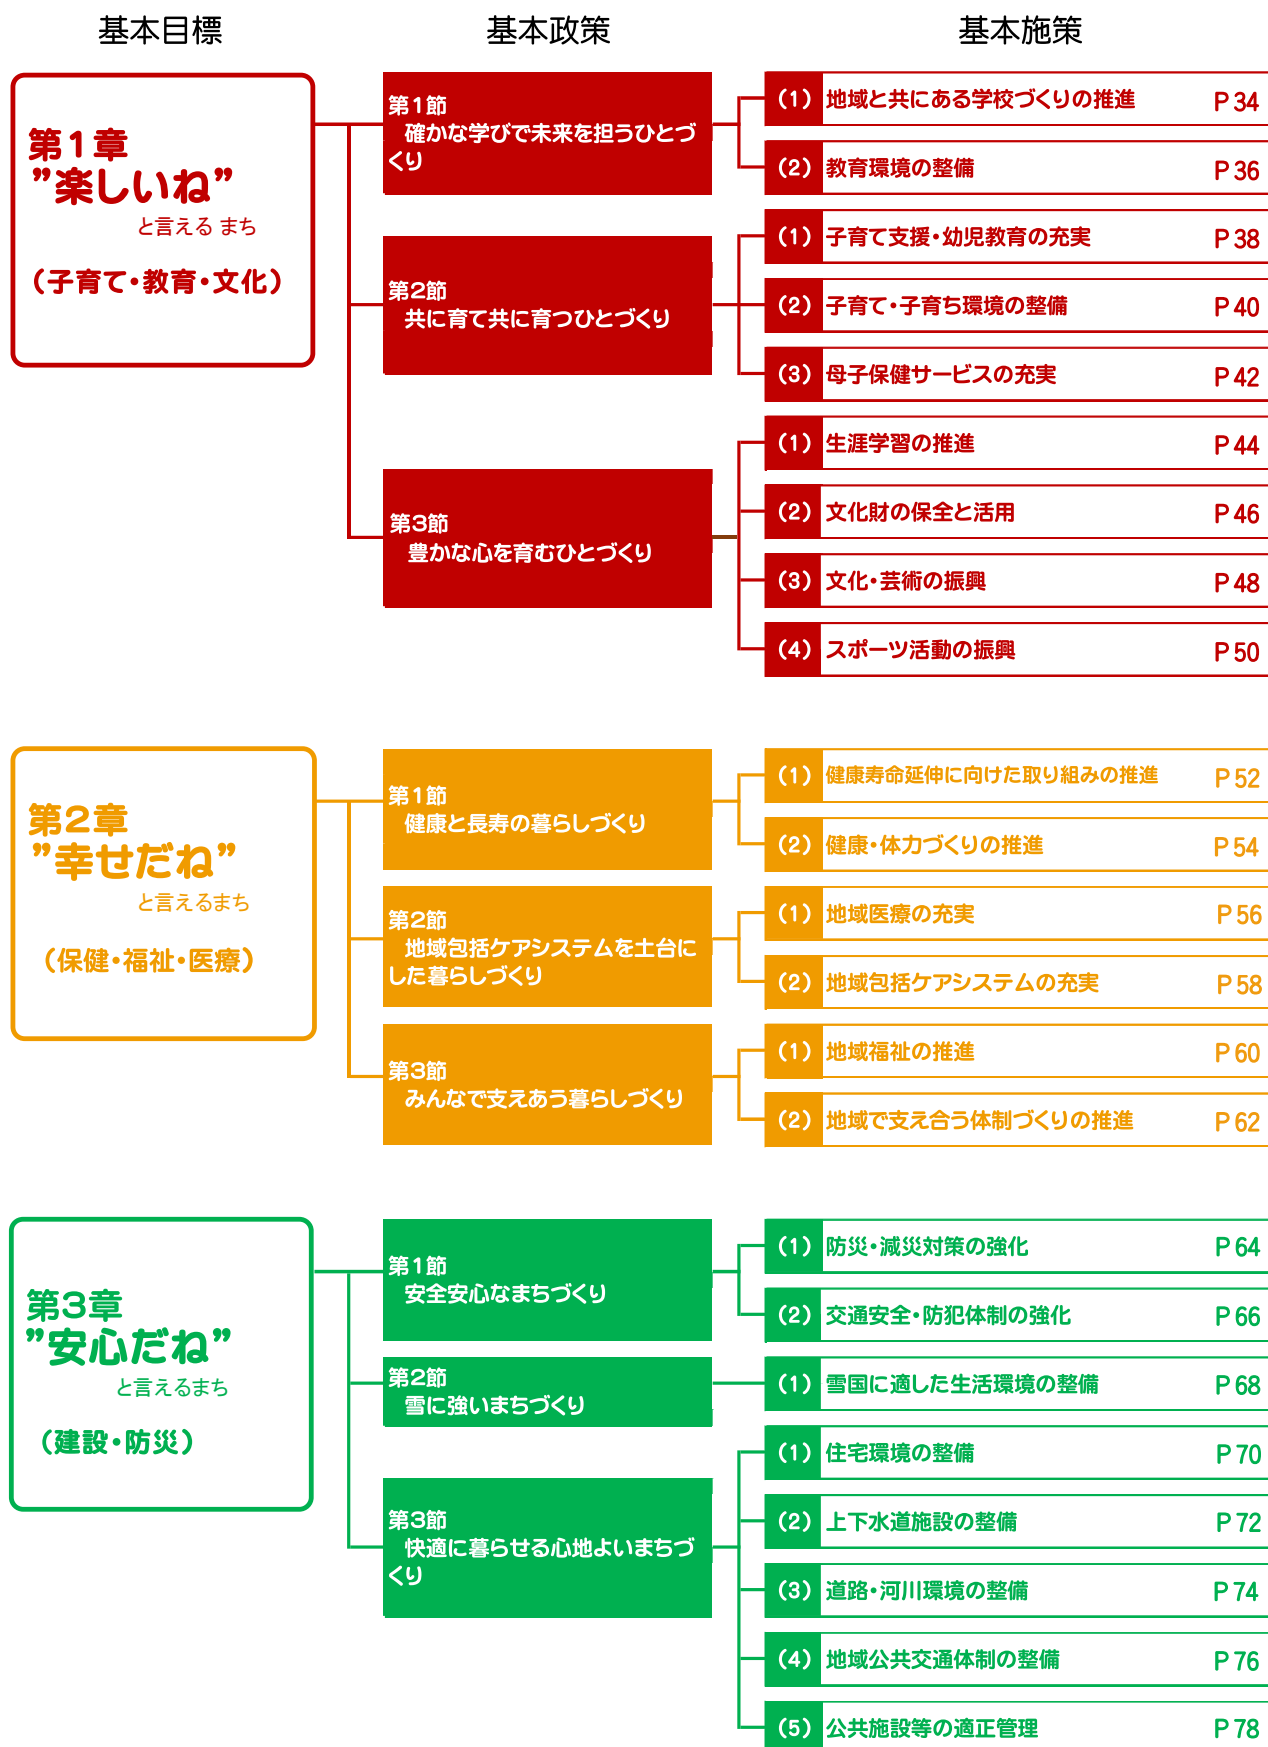 基本目標
基本政策
基本施策
第1章
”楽しいね”
と言える まち
（子育て・教育・文化）
第1節
確かな学びで未来を担うひとづ
くり
（1） 地域と共にある学校づくりの推進 P34
（2） 教育環境の整備 P36
第2節
共に育て共に育つひとづくり
（1） 子育て支援・幼児教育の充実 P38
（2） 子育て・子育ち環境の整備 P40
（3） 母子保健サービスの充実 P42
第3節
豊かな心を育むひとづくり
（1） 生涯学習の推進 P44
（2） 文化財の保全と活用 P46
（3） 文化・芸術の振興 P48
（4） スポーツ活動の振興 P50
第2章
”幸せだね”
と言えるまち
（保健・福祉・医療）
第1節
健康と長寿の暮らしづくり
（1） 健康寿命延伸に向けた取り組みの推進 P52
（2） 健康・体力づくりの推進 P54
第2節
地域包括ケアシステムを土台に
した暮らしづくり
（1） 地域医療の充実 P56
（2） 地域包括ケアシステムの充実 P58
第3節
みんなで支えあう暮らしづくり
（1） 地域福祉の推進 P60
（2） 地域で支え合う体制づくりの推進 P62
第3章
”安心だね”
と言えるまち
（建設・防災）
第1節
安全安心なまちづくり
（1） 防災・減災対策の強化 P64
（2） 交通安全・防犯体制の強化 P66
第2節
雪に強いまちづくり
（1） 雪国に適した生活環境の整備 P68
第3節
快適に暮らせる心地よいまちづ
くり
（1） 住宅環境の整備 P70
（2） 上下水道施設の整備 P72
（3） 道路・河川環境の整備 P74
（4） 地域公共交通体制の整備 P76
（5） 公共施設等の適正管理 P78